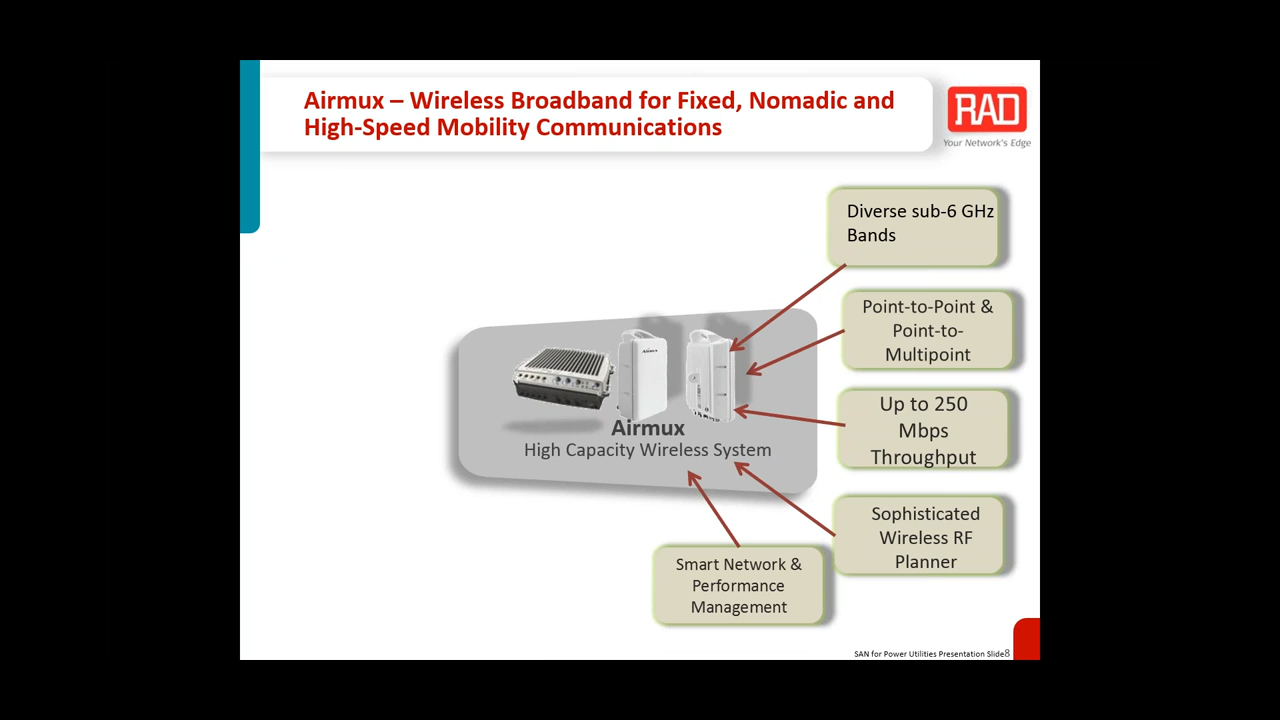 Airmux – Wireless Broadband for Fixed, Nomadic and
High-Speed Mobility Communications
RAD
Your Network's Edge
Diverse sub-6 GHz
Bands
Point-to-Point &
Point-to-
Multipoint
Up to 250
Mbps
Throughput
Airmux
Airmux
High Capacity Wireless System
Sophisticated
Wireless RF
Planner
Smart Network &
Performance
Management
SAN for Power Utilities Presentation Slide8